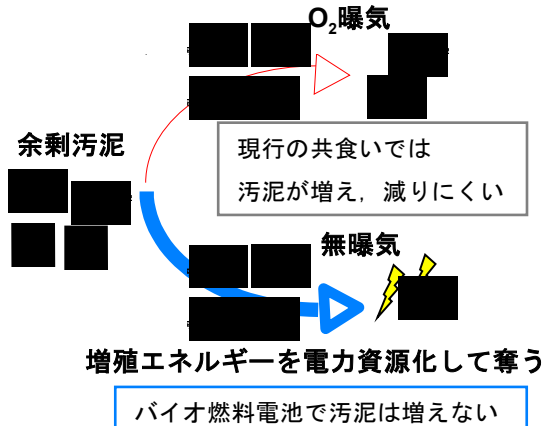 O₂曝気
余剰汚泥
現行の共食いでは
汚泥が増え，減りにくい
無曝気
増殖エネルギーを電力資源化して奪う
バイオ燃料電池で汚泥は増えない